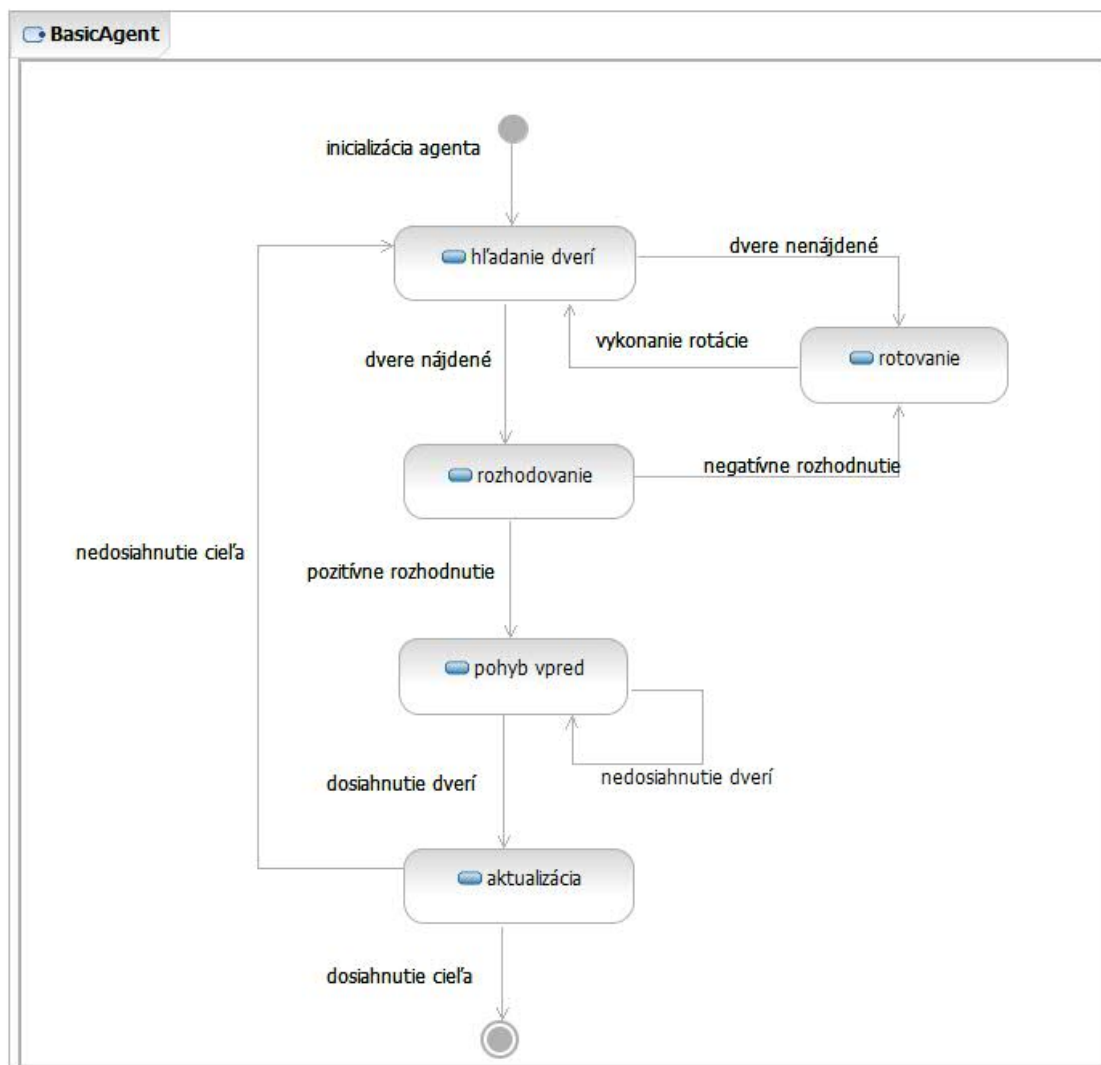 BasicAgent
inicializácia agenta
hľadanie dverí
dvere nenájdené
vykonanie rotácie
rotovanie
dvere nájdené
rozhodovanie
negatívne rozhodnutie
nedosiahnutie cieľa
pozitívne rozhodnutie
pohyb vpred
nedosiahnutie dverí
dosiahnutie dverí
aktualizácia
dosiahnutie cieľa